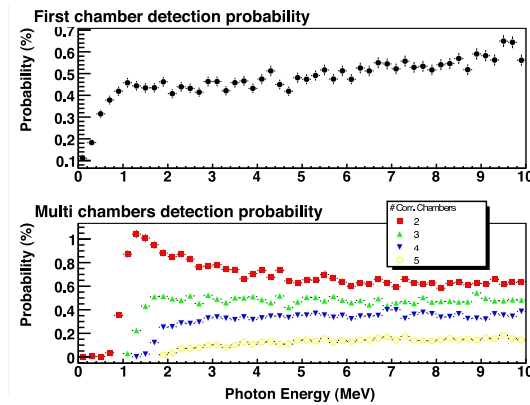 First chamber detection probability
Probability (%)
0.7
0.6
0.5
0.4
0.3
0.2
0.1
0 1 2 3 4 5 6 7 8 9 10
Multi chambers detection probability
# Corr. Chambers
2
3
4
5
Probability (%)
1
0.8
0.6
0.4
0.2
0
0 1 2 3 4 5 6 7 8 9 10
Photon Energy (MeV)